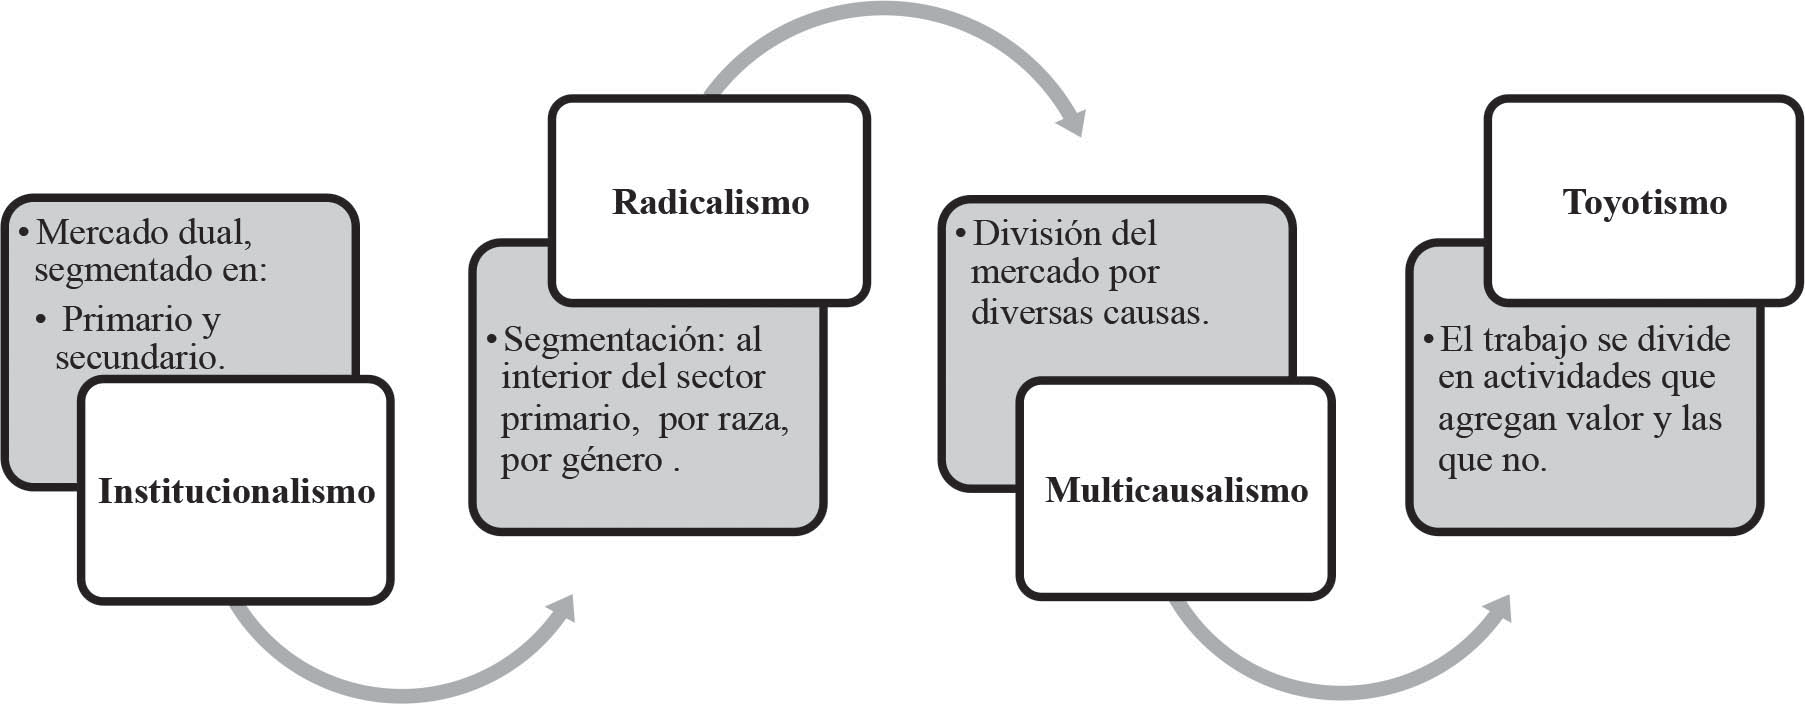 • Mercado dual,
segmentado en:
• Primario y
secundario.
Institucionalismo
Radicalismo
• Segmentación: al
interior del sector
primario, por raza,
por género .
• División del
mercado por
diversas causas.
Multicausalismo
Toyotismo
• El trabajo se divide
en actividades que
agregan valor y las
que no.